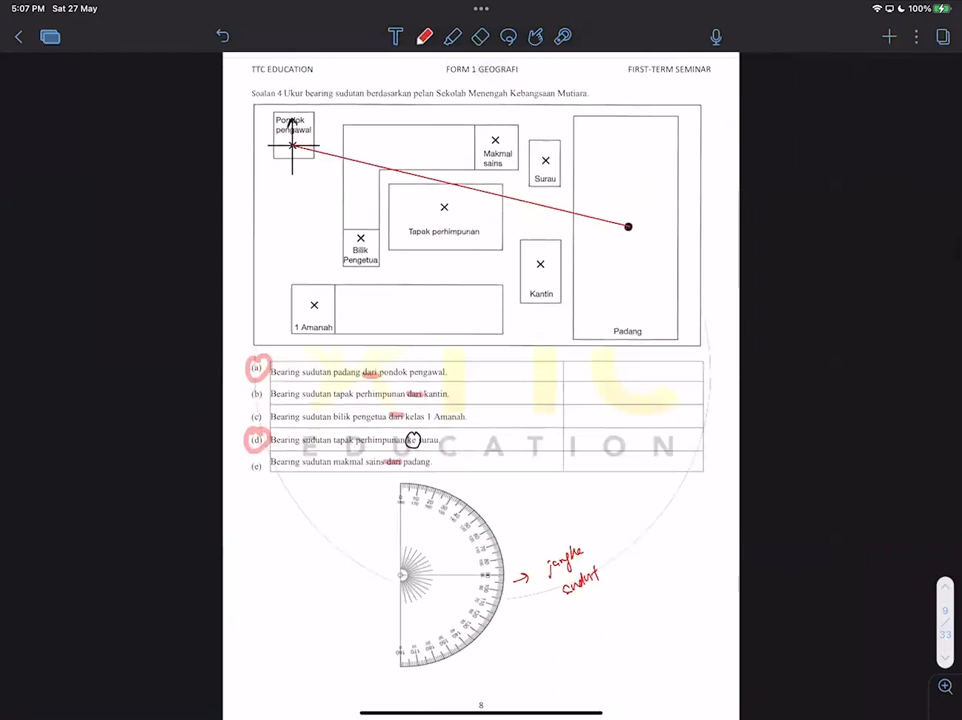 5:07 PM Sat 27 May
100%
TTC EDUCATION FORM 1 GEOGRAFI FIRST-TERM SEMINAR
Soalan 4 Ukur bearing sudutan berdasarkan pelan Sekolah Menengah Kebangsaan Mutiara.
Pondok
pengawal
Makmal
sains
Surau
Tapak perhimpunan
Bilik
Pengetua
Kantin
1 Amanah
Padang
(a) Bearing sudutan padang dari pondok pengawal.
(b) Bearing sudutan tapak perhimpunan dari kantin.
(c) Bearing sudutan bilik pengetua dari kelas 1 Amanah.
(d) Bearing sudutan tapak perhimpunan ke surau.
(e) Bearing sudutan makmal sains dari padang.
EDUCATION
→ jangka
sudut
8
9
33